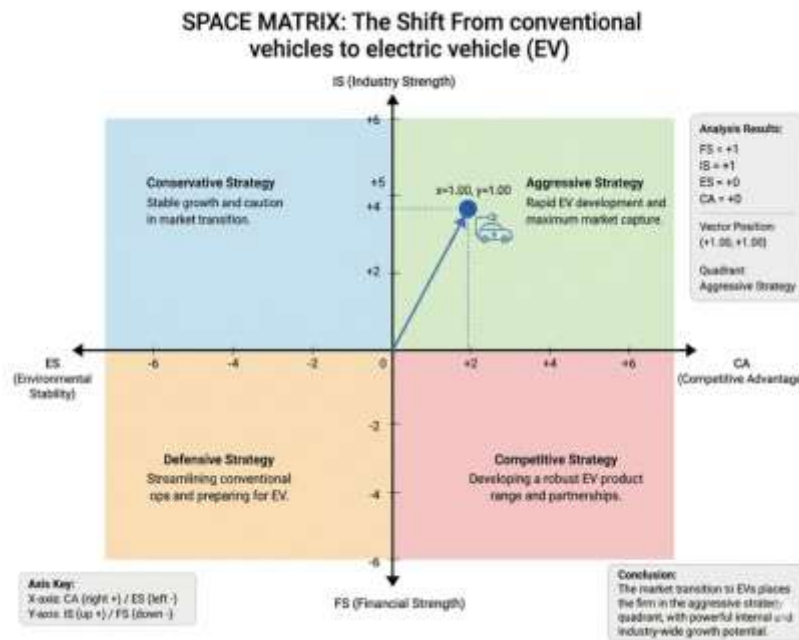 SPACE MATRIX: The Shift From conventional
vehicles to electric vehicle (EV)
IS (Industry Strength)
+6
+5
+4
+2
Conservative Strategy
Stable growth and caution
in market transition.
x=1.00, y=1.00
Aggressive Strategy
Rapid EV development and
maximum market capture.
Analysis Results:
FS = +1
IS = +1
ES = +0
CA = +0
Vector Position:
(+1.00, +1.00)
Quadrant
Aggressive Strategy
ES
(Environmental
Stability)
-6
-4
-2
0
+2
+4
+6
CA
(Competitive Advantage
-2
-4
-6
Defensive Strategy
Streamlining conventional
ops and preparing for EV.
Competitive Strategy
Developing a robust EV product
range and partnerships.
Axis Key:
X-axis: CA (right +) / ES (left -)
Y-axis: IS (up +) / FS (down -)
FS (Financial Strength)
Conclusion:
The market transition to EVs places
the firm in the aggressive strategy
quadrant, with powerful internal and
industry-wide growth potential.